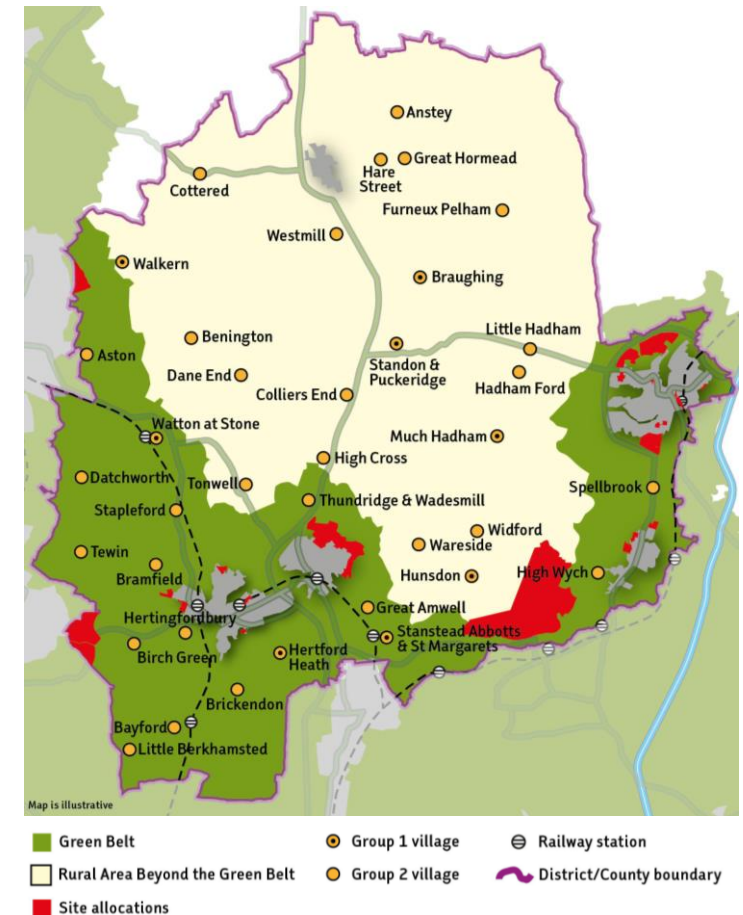 Anstey
Great Hormead
Hare
Street
Cottered
Furneux Pelham
Westmill
Walkern
Braughing
Little Hadham
Benington
Aston
Standon &
Puckeridge
Dane End
Hadham Ford
Colliers End
Watton at Stone
Much Hadham
High Cross
Datchworth
Tonwell
Spellbrook
Thundridge & Wadesmill
Stapleford
Widford
Wareside
Tewin
Bramfield
Hunsdon
High Wych
Hertingfordbury
Great Amwell
Stanstead Abbotts
& St Margarets
Birch Green
Hertford
Heath
Brickendon
Bayford
Little Berkhamsted
Map is illustrative
Green Belt
Group 1 village
Railway station
Rural Area Beyond the Green Belt
Group 2 village
District/County boundary
Site allocations